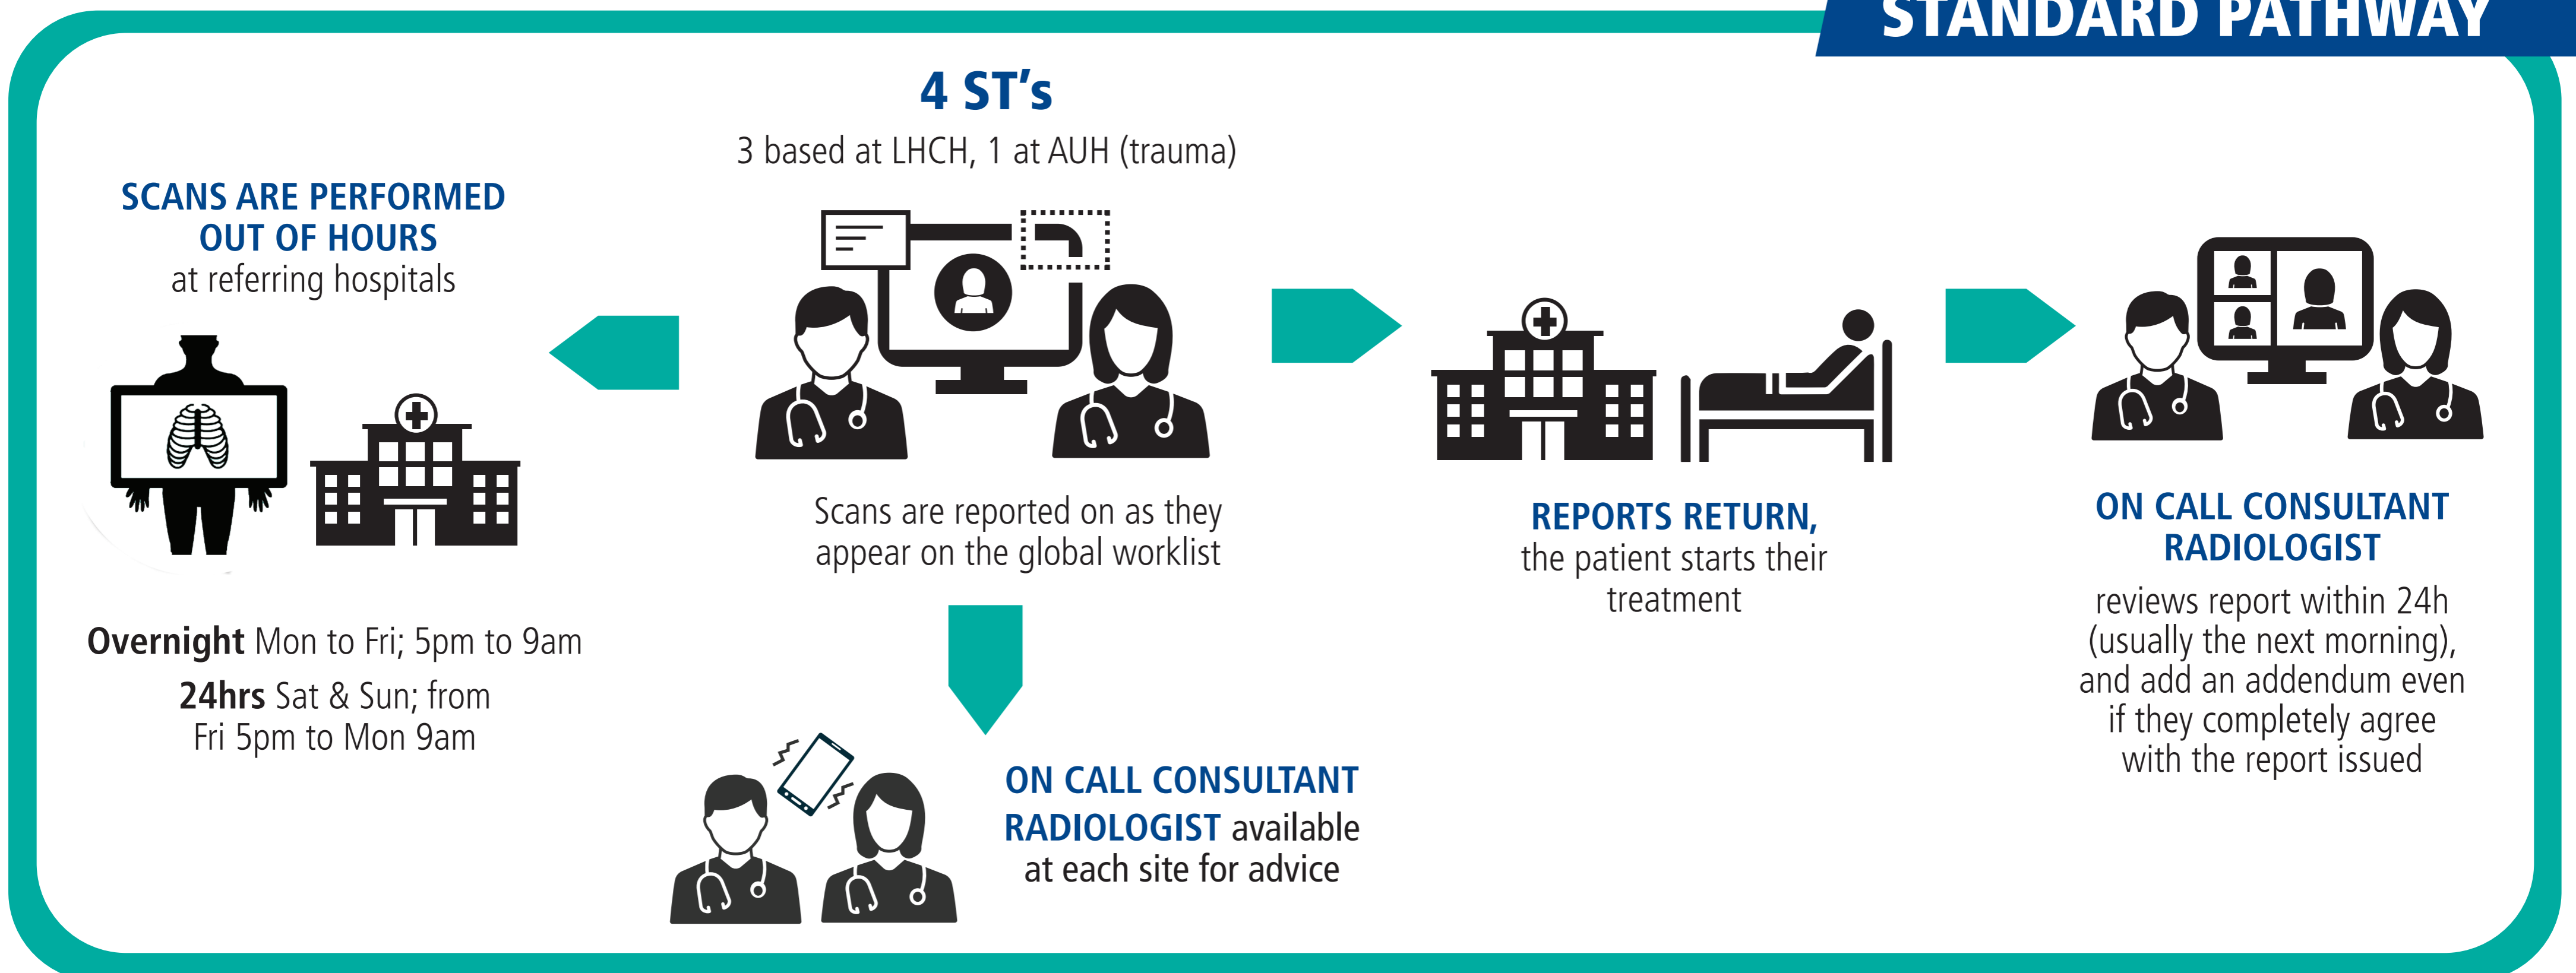 STANDARD PATHWAY
SCANS ARE PERFORMED
OUT OF HOURS
at referring hospitals
Overnight Mon to Fri; 5pm to 9am
24hrs Sat & Sun; from
Fri 5pm to Mon 9am
4 ST’s
3 based at LHCH, 1 at AUH (trauma)
Scans are reported on as they
appear on the global worklist
ON CALL CONSULTANT
RADIOLOGIST available
at each site for advice
REPORTS RETURN,
the patient starts their
treatment
ON CALL CONSULTANT
RADIOLOGIST
reviews report within 24h
(usually the next morning),
and add an addendum even
if they completely agree
with the report issued